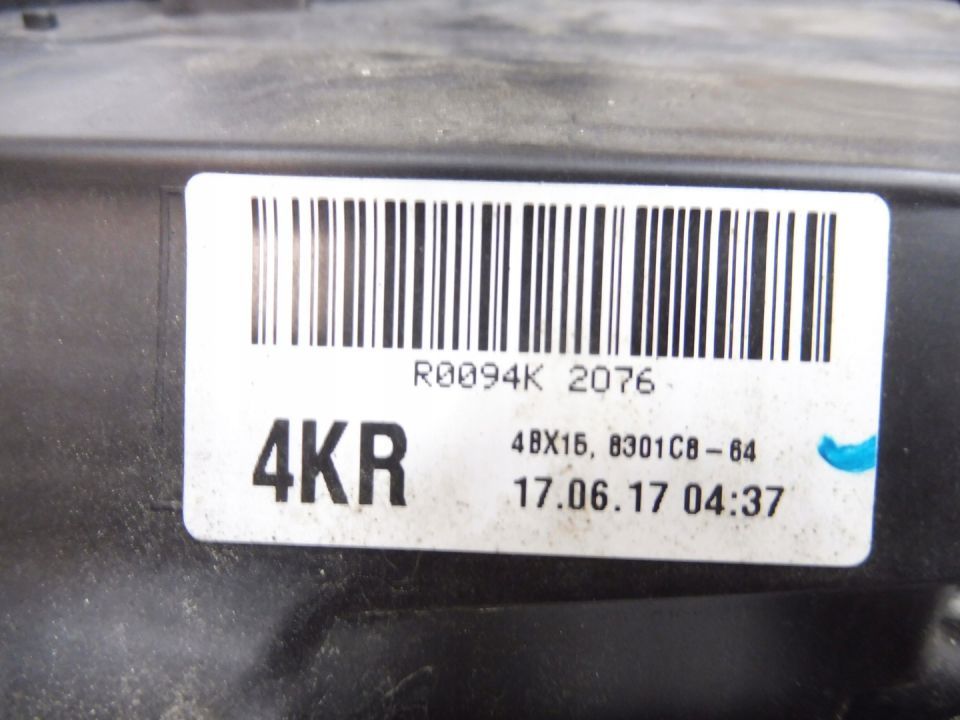 R0094K 2076
4KR
4BX15, 8301C8-64
17.06.17 04:37